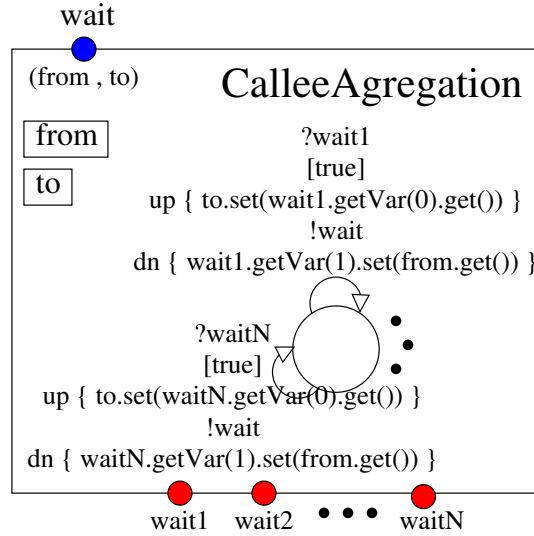 wait
(from , to)
CalleeAgregation
from
to
?wait1
[true]
up { to.set(wait1.getVar(0).get()) }
!wait
dn { wait1.getVar(1).set(from.get()) }
?waitN
[true]
up { to.set(waitN.getVar(0).get()) }
!wait
dn { waitN.getVar(1).set(from.get()) }
wait1
wait2
waitN